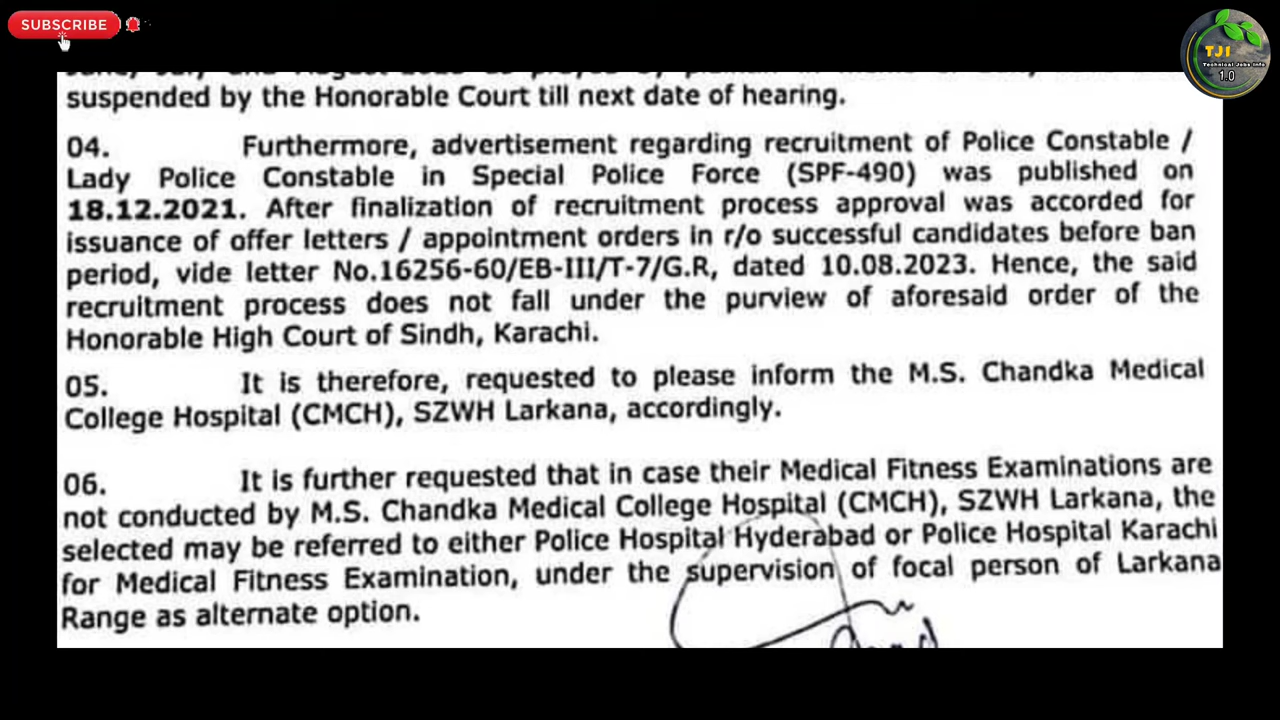 SUBSCRIBE
TJI
Technical Jobs Info
1.0
suspended by the Honorable Court till next date of hearing.
04. Furthermore, advertisement regarding recruitment of Police Constable /
Lady Police Constable in Special Police Force (SPF-490) was published on
18.12.2021. After finalization of recruitment process approval was accorded for
issuance of offer letters / appointment orders in r/o successful candidates before ban
period, vide letter No.16256-60/EB-III/T-7/G.R, dated 10.08.2023. Hence, the said
recruitment process does not fall under the purview of aforesaid order of the
Honorable High Court of Sindh, Karachi.
05. It is therefore, requested to please inform the M.S. Chandka Medical
College Hospital (CMCH), SZWH Larkana, accordingly.
06. It is further requested that in case their Medical Fitness Examinations are
not conducted by M.S. Chandka Medical College Hospital (CMCH), SZWH Larkana, the
selected may be referred to either Police Hospital Hyderabad or Police Hospital Karachi
for Medical Fitness Examination, under the supervision of focal person of Larkana
Range as alternate option.